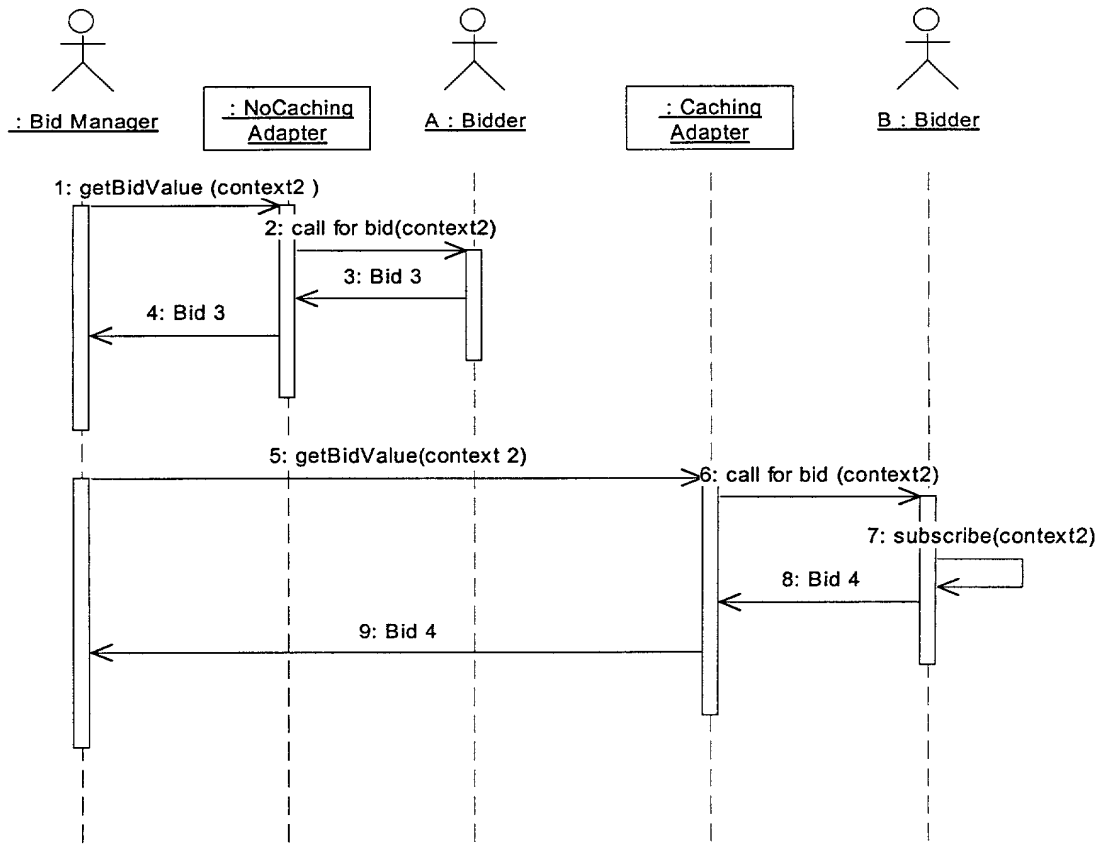 : Bid Manager
: NoCaching
Adapter
A : Bidder
: Caching
Adapter
B : Bidder
1: getBidValue (context2 )
2: call for bid(context2)
3: Bid 3
4: Bid 3
5: getBidValue(context 2)
6: call for bid (context2)
7: subscribe(context2)
8: Bid 4
9: Bid 4